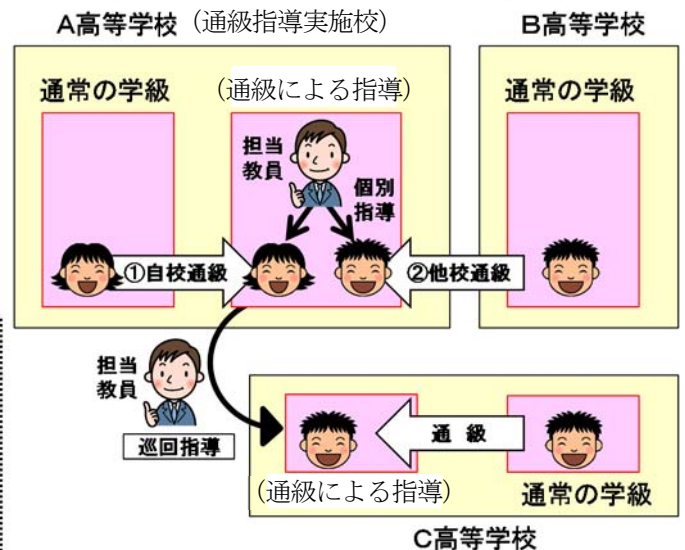 A高等学校（通級指導実施校）
B高等学校
通常の学級
（通級による指導）
通常の学級
担当
教員
個別
指導
①自校通級
②他校通級
担当
教員
巡回指導
通級
（通級による指導）
通常の学級
C高等学校